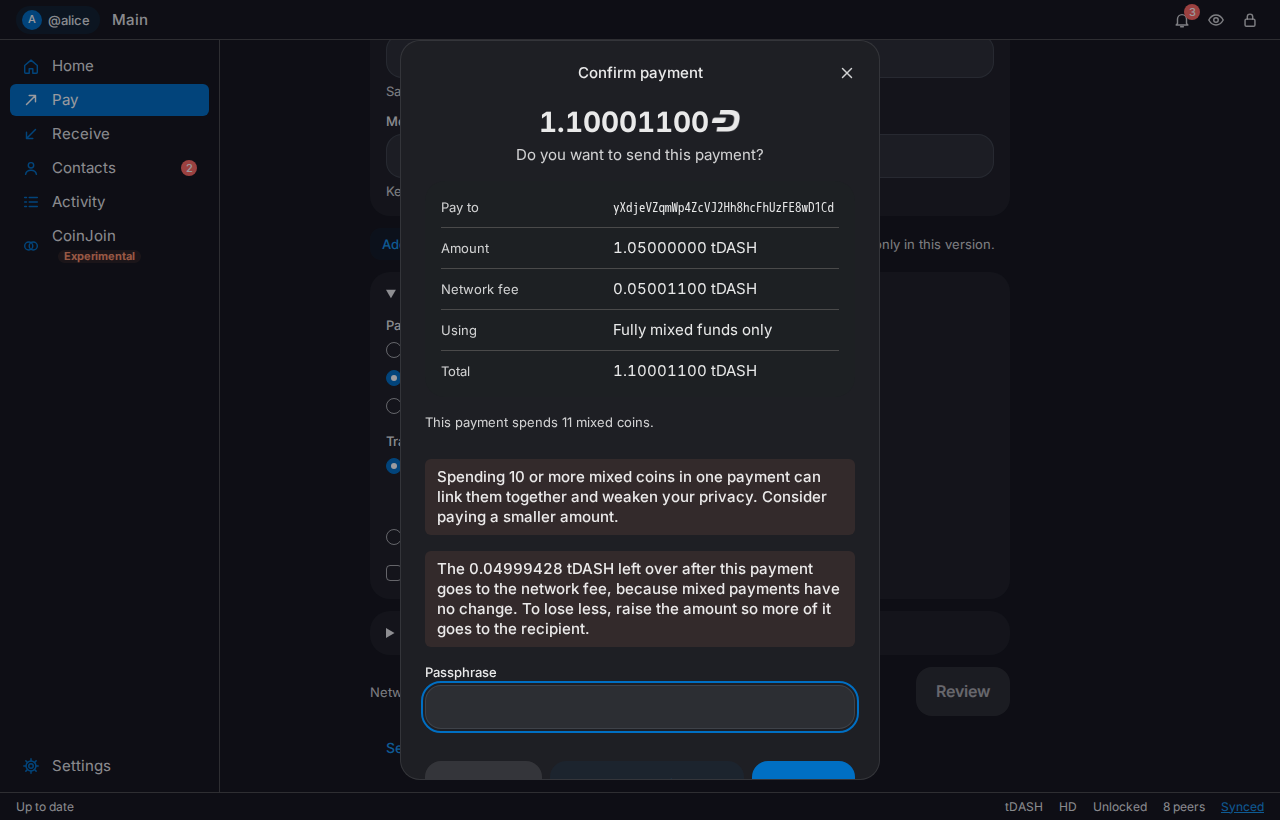 A @alice Main 3
Home
Pay
Receive
Contacts 2
Activity
CoinJoin
Experimental
Settings
Confirm payment
1.10001100
Do you want to send this payment?
Pay to yXdjeVZqmWp4ZcVJ2Hh8hcFhUzFE8wD1Cd
Amount 1.05000000 tDASH
Network fee 0.05001100 tDASH
Using Fully mixed funds only
Total 1.10001100 tDASH
This payment spends 11 mixed coins.
Spending 10 or more mixed coins in one payment can
link them together and weaken your privacy. Consider
paying a smaller amount.
The 0.04999428 tDASH left over after this payment
goes to the network fee, because mixed payments have
no change. To lose less, raise the amount so more of it
goes to the recipient.
Passphrase
only in this version.
Review
Up to date tDASH HD Unlocked 8 peers Synced